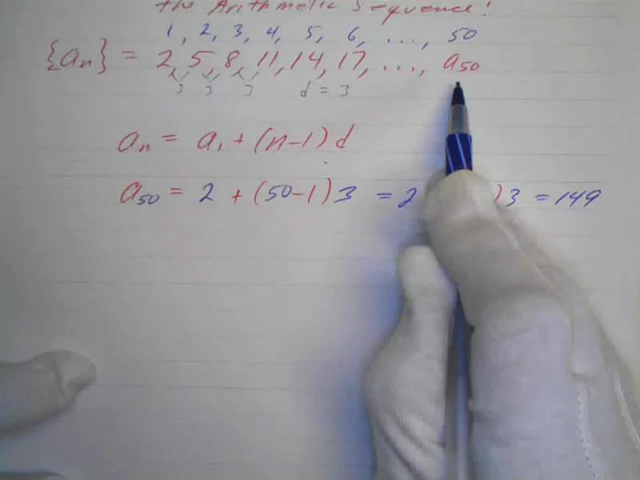 the Arithmetic Sequence!
1, 2, 3, 4, 5, 6, ..., 50
{an} = 2, 5, 8, 11, 14, 17, ..., a50
3 3 3 d = 3
an = a1 + (n-1)d
a50 = 2 + (50-1)3 = 2 )3 = 149